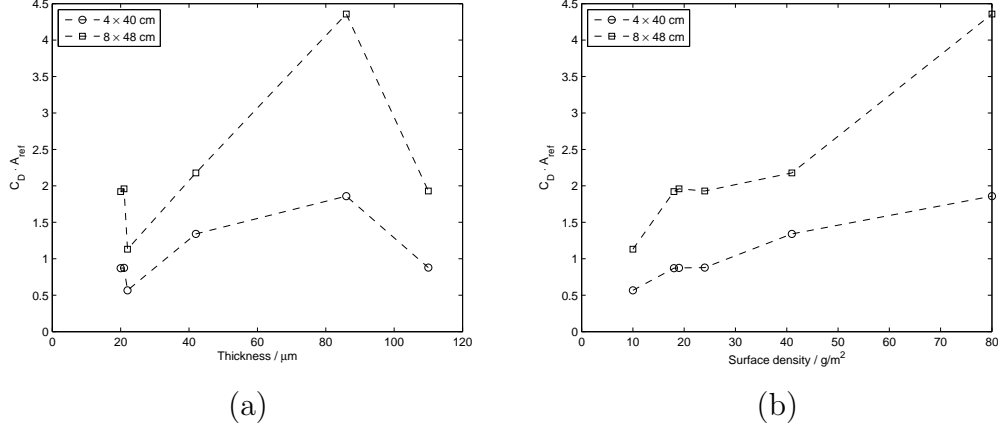 4.5
4
3.5
3
2.5
2
1.5
1
0.5
0
C_D · A_ref
4 × 40 cm
8 × 48 cm
0 20 40 60 80 100 120
Thickness / μm
(a)
4.5
4
3.5
3
2.5
2
1.5
1
0.5
0
C_D · A_ref
4 × 40 cm
8 × 48 cm
0 10 20 30 40 50 60 70 80
Surface density / g/m²
(b)